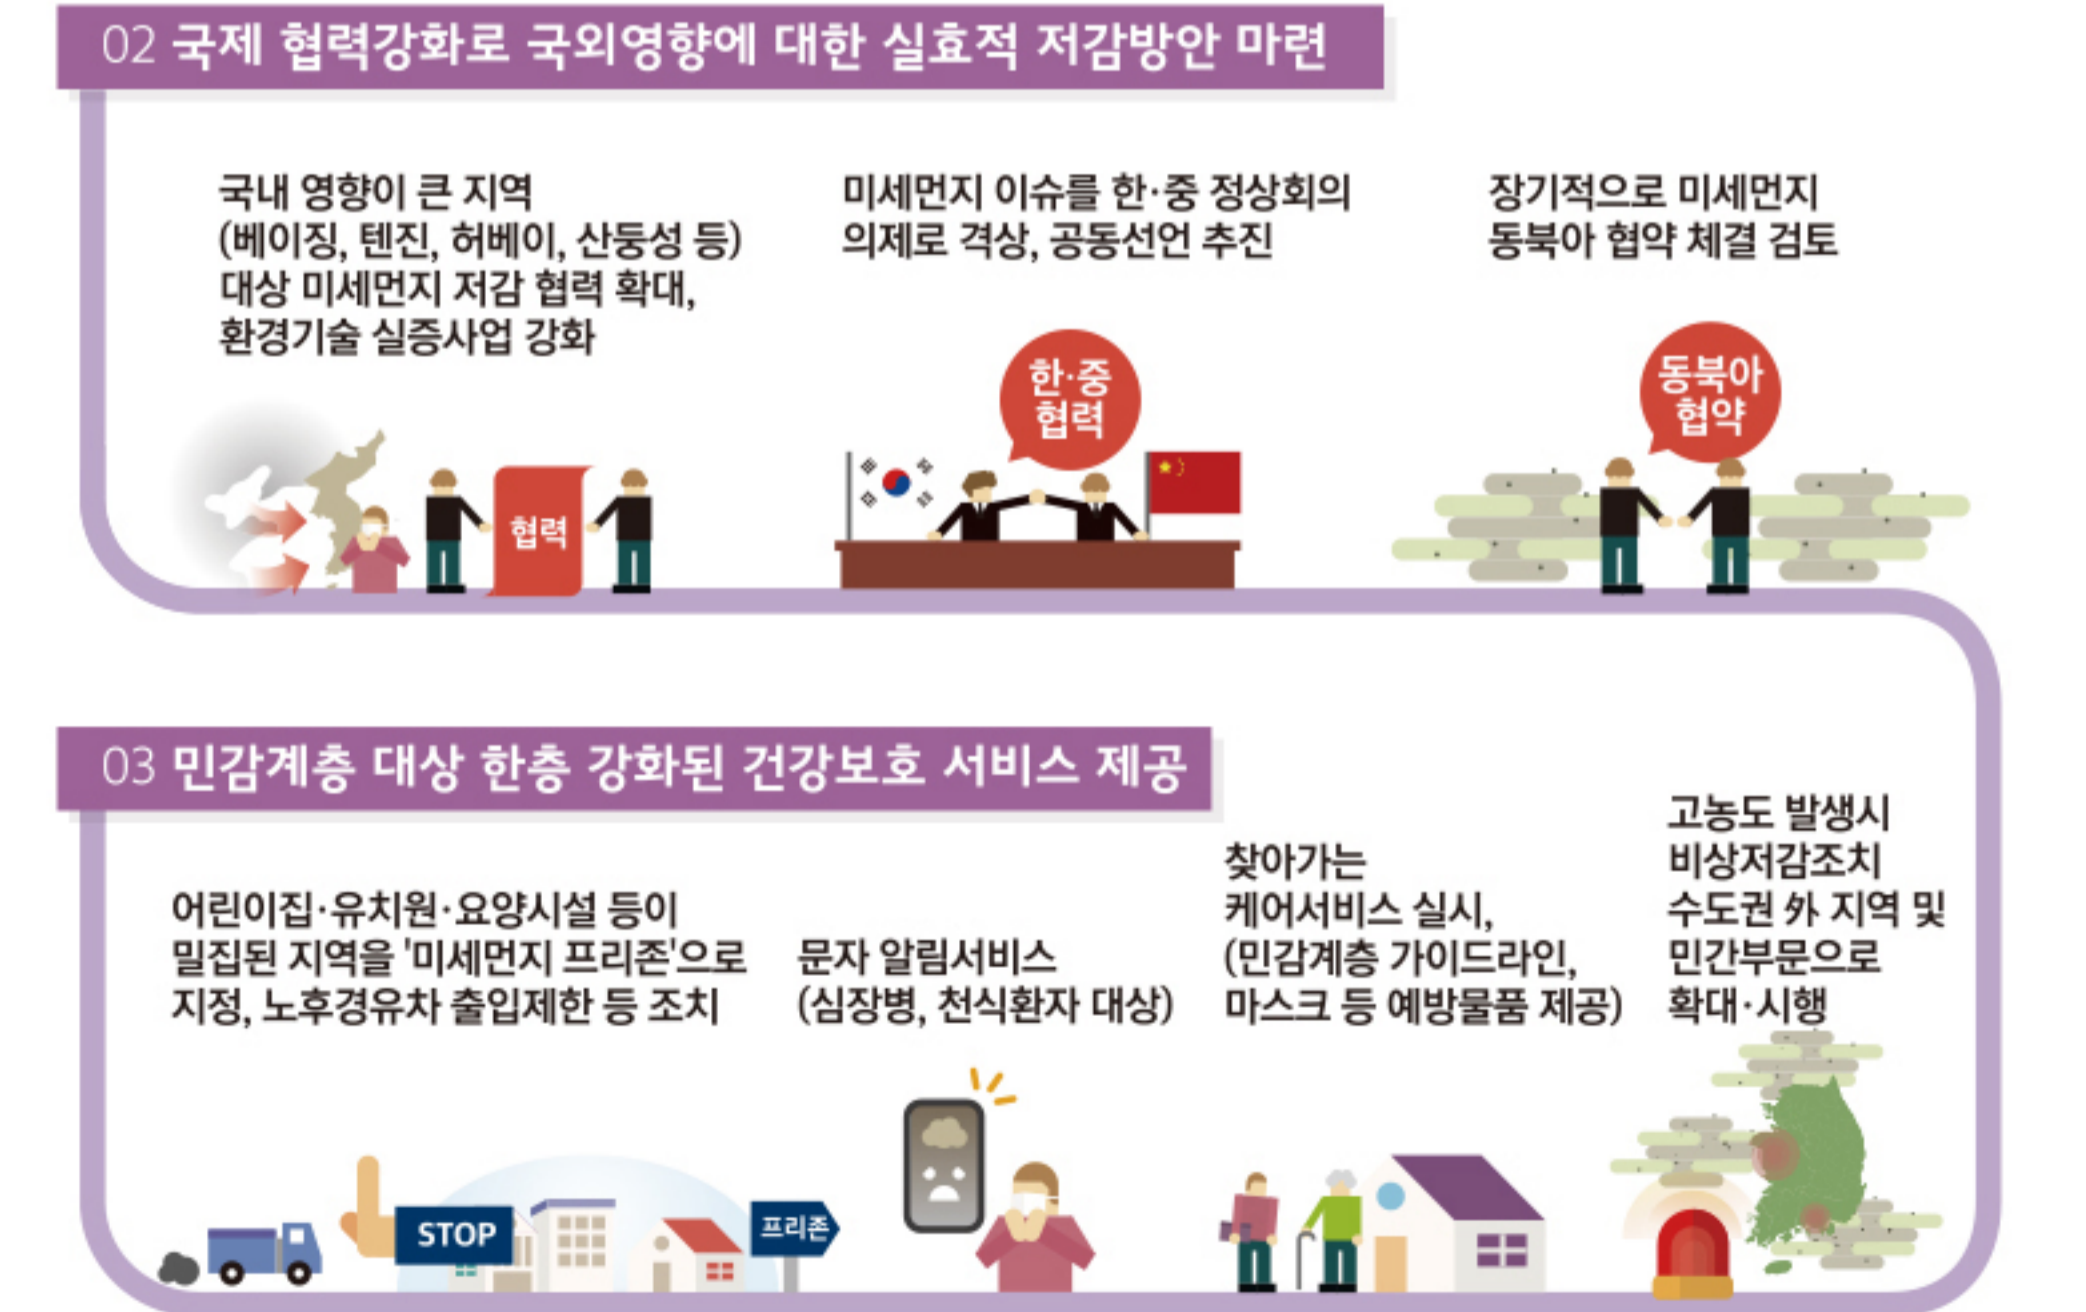 02 국제 협력강화로 국외영향에 대한 실효적 저감방안 마련
국내 영향이 큰 지역
(베이징, 텐진, 허베이, 산둥성 등)
대상 미세먼지 저감 협력 확대,
환경기술 실증사업 강화
협력
미세먼지 이슈를 한·중 정상회의
의제로 격상, 공동선언 추진
한·중
협력
장기적으로 미세먼지
동북아 협약 체결 검토
동북아
협약
03 민감계층 대상 한층 강화된 건강보호 서비스 제공
어린이집·유치원·요양시설 등이
밀집된 지역을 '미세먼지 프리존'으로
지정, 노후경유차 출입제한 등 조치
STOP
프리존
문자 알림서비스
(심장병, 천식환자 대상)
찾아가는
케어서비스 실시,
(민감계층 가이드라인,
마스크 등 예방물품 제공)
고농도 발생시
비상저감조치
수도권 外 지역 및
민간부문으로
확대·시행